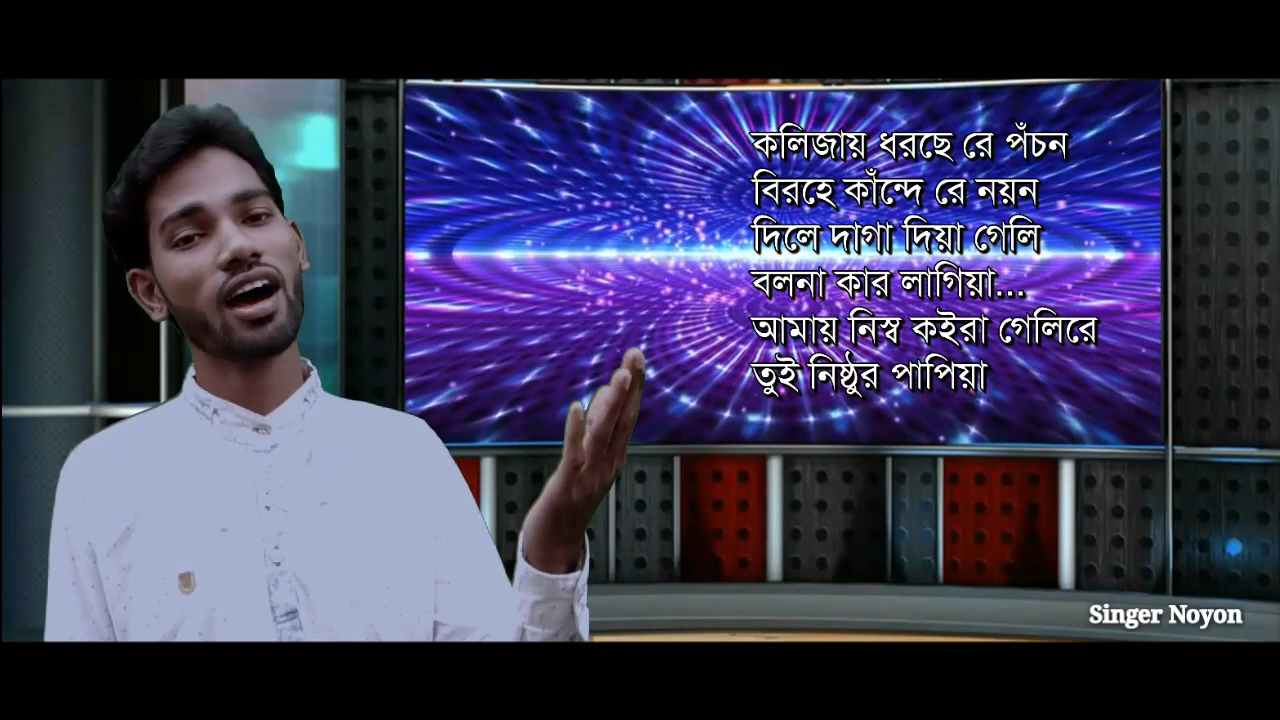 কলিজায় ধরছে রে পঁচন
বিরহে কাঁন্দে রে নয়ন
দিলে দাগা দিয়া গেলি
বলনা কার লাগিয়া...
আমায় নিস্ব কইরা গেলিরে
তুই নিষ্ঠুর পাপিয়া
Singer Noyon